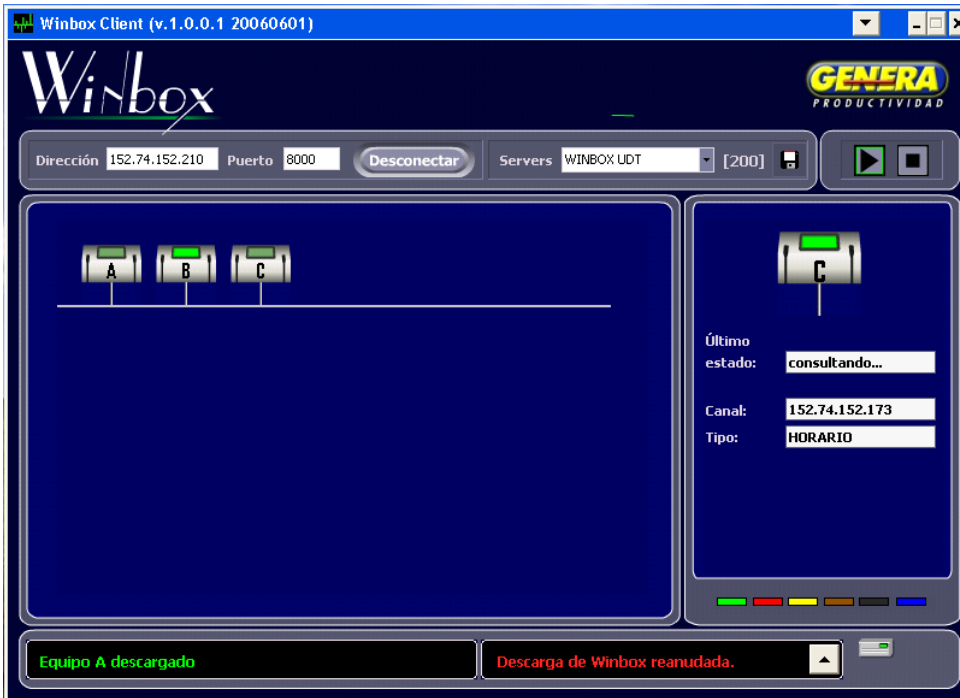 Winbox Client (v.1.0.0.1 20060601)
Winbox
GENERA
PRODUCTIVIDAD
Dirección 152.74.152.210 Puerto 8000 Desconectar Servers WINBOX UDT [200]
A B C
C
Último
estado: consultando...
Canal: 152.74.152.173
Tipo: HORARIO
Equipo A descargado Descarga de Winbox reanudada.